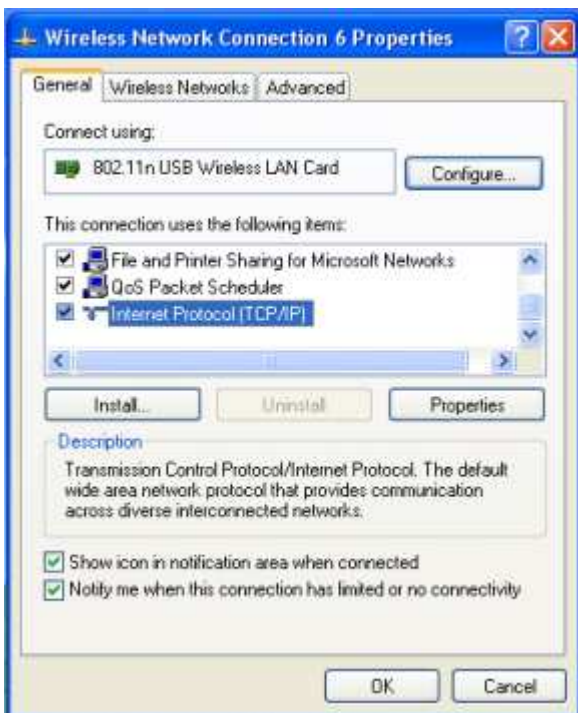 Wireless Network Connection 6 Properties
General Wireless Networks Advanced
Connect using:
802.11n USB Wireless LAN Card Configure...
This connection uses the following items:
File and Printer Sharing for Microsoft Networks
QoS Packet Scheduler
Internet Protocol (TCP/IP)
Install... Uninstall Properties
Description
Transmission Control Protocol/Internet Protocol. The default
wide area network protocol that provides communication
across diverse interconnected networks.
Show icon in notification area when connected
Notify me when this connection has limited or no connectivity
OK Cancel